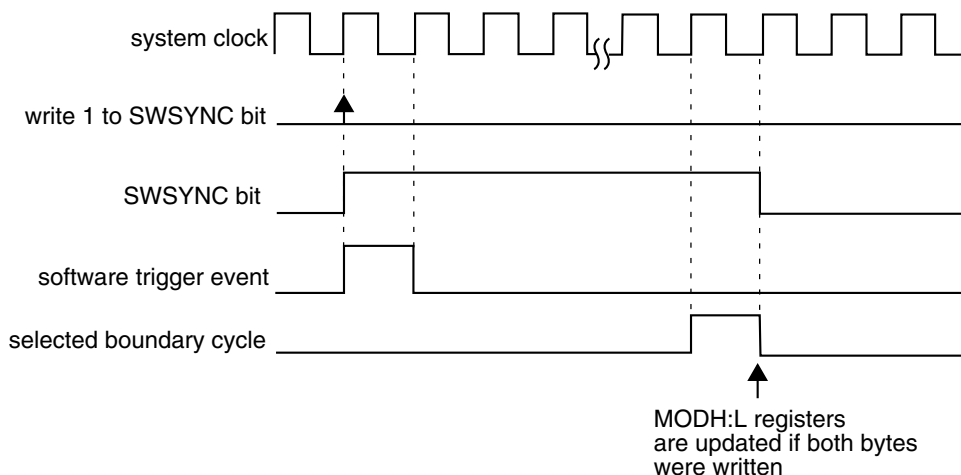 system clock
write 1 to SWSYNC bit
SWSYNC bit
software trigger event
selected boundary cycle
MODH:L registers
are updated if both bytes
were written